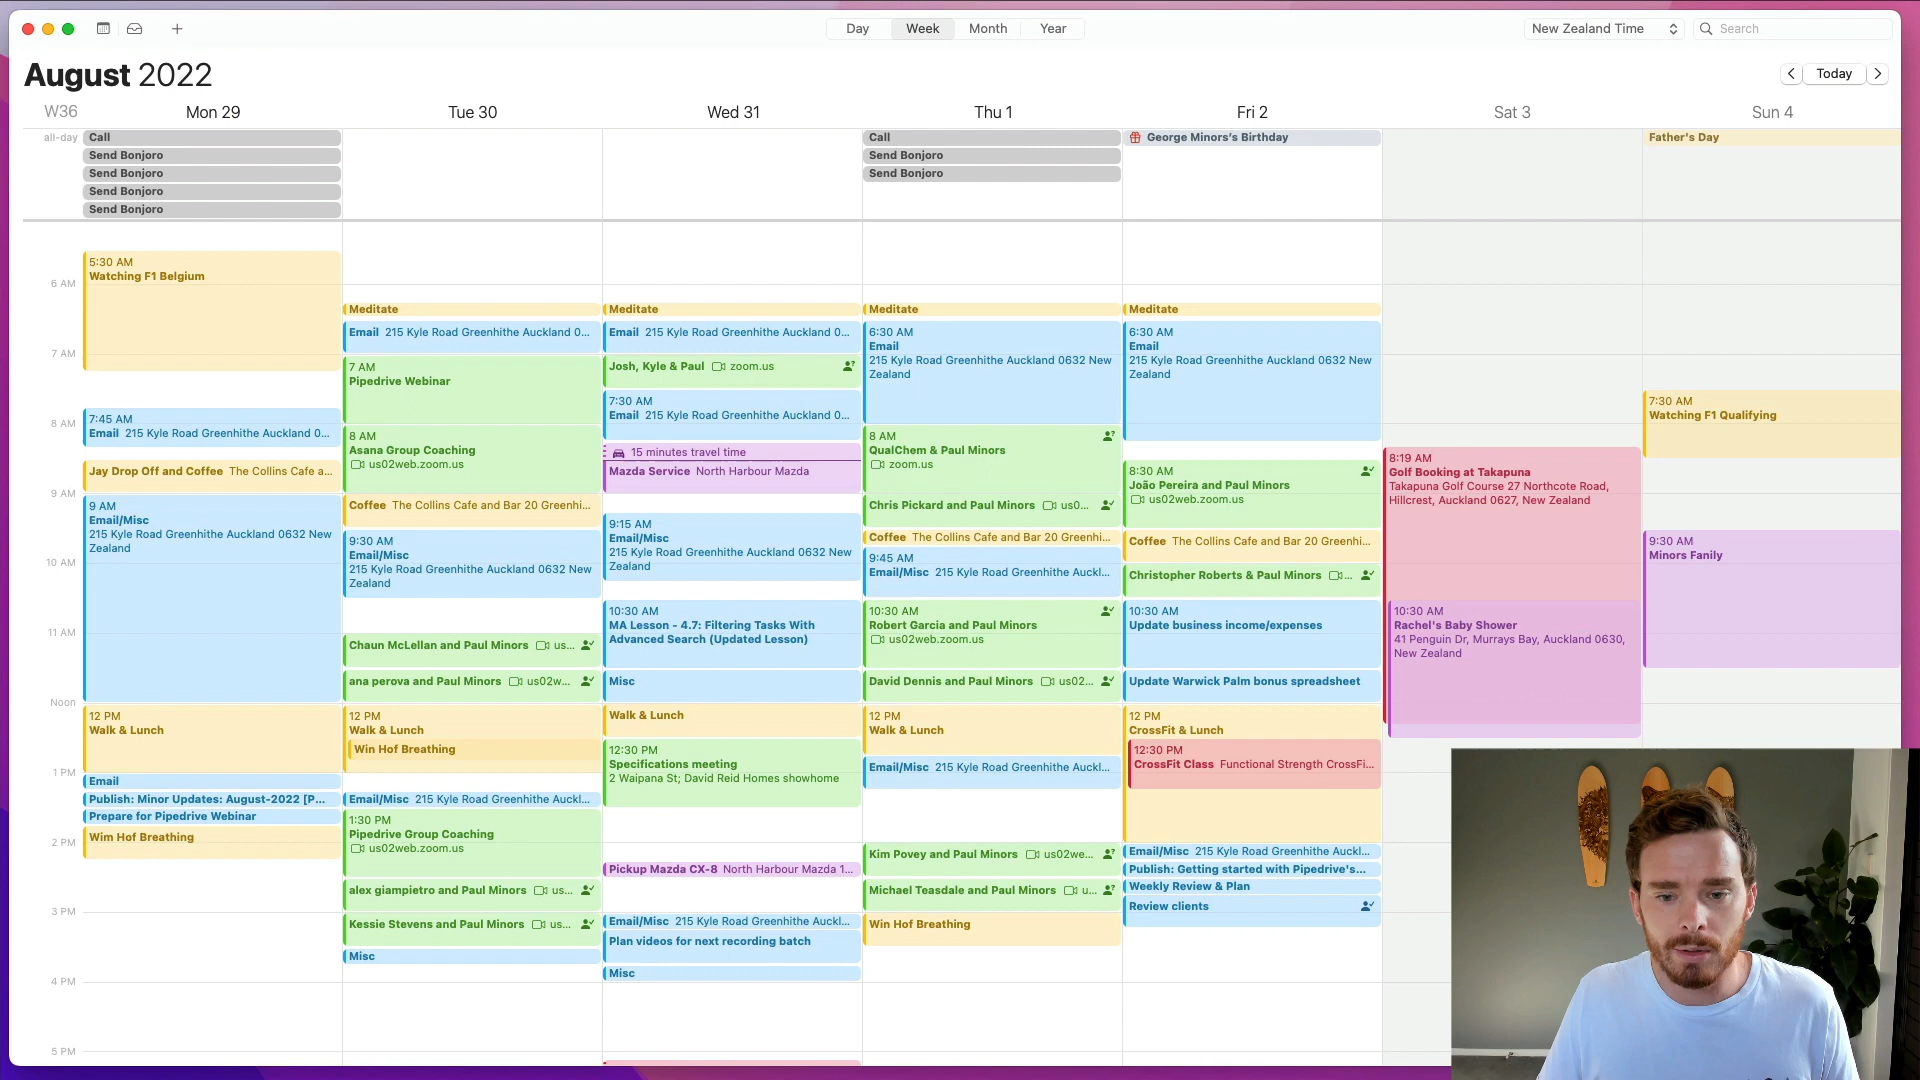 Day
Week
Month
Year
New Zealand Time
Search
August 2022
Today
W36
Mon 29
Tue 30
Wed 31
Thu 1
Fri 2
Sat 3
Sun 4
all-day
Call
Send Bonjoro
Send Bonjoro
Send Bonjoro
Send Bonjoro
Call
Send Bonjoro
Send Bonjoro
George Minors's Birthday
Father's Day
6 AM
7 AM
8 AM
9 AM
10 AM
11 AM
Noon
1 PM
2 PM
3 PM
4 PM
5 PM
5:30 AM
Watching F1 Belgium
7:45 AM
Email 215 Kyle Road Greenhithe Auckland 0...
Jay Drop Off and Coffee The Collins Cafe a...
9 AM
Email/Misc
215 Kyle Road Greenhithe Auckland 0632 New
Zealand
12 PM
Walk & Lunch
Email
Publish: Minor Updates: August-2022 [P...
Prepare for Pipedrive Webinar
Wim Hof Breathing
Meditate
Email 215 Kyle Road Greenhithe Auckland 0...
7 AM
Pipedrive Webinar
8 AM
Asana Group Coaching
us02web.zoom.us
Coffee The Collins Cafe and Bar 20 Greenhi...
9:30 AM
Email/Misc
215 Kyle Road Greenhithe Auckland 0632 New
Zealand
Chaun McLellan and Paul Minors us...
ana perova and Paul Minors us02w...
12 PM
Walk & Lunch
Win Hof Breathing
Email/Misc 215 Kyle Road Greenhithe Auckl...
1:30 PM
Pipedrive Group Coaching
us02web.zoom.us
alex giampietro and Paul Minors us...
Kessie Stevens and Paul Minors us...
Misc
Meditate
Email 215 Kyle Road Greenhithe Auckland 0...
Josh, Kyle & Paul zoom.us
7:30 AM
Email 215 Kyle Road Greenhithe Auckland 0...
15 minutes travel time
Mazda Service North Harbour Mazda
9:15 AM
Email/Misc
215 Kyle Road Greenhithe Auckland 0632 New
Zealand
10:30 AM
MA Lesson - 4.7: Filtering Tasks With
Advanced Search (Updated Lesson)
Misc
Walk & Lunch
12:30 PM
Specifications meeting
2 Waipana St; David Reid Homes showhome
Pickup Mazda CX-8 North Harbour Mazda 1...
Email/Misc 215 Kyle Road Greenhithe Auckl...
Plan videos for next recording batch
Misc
Meditate
6:30 AM
Email
215 Kyle Road Greenhithe Auckland 0632 New
Zealand
8 AM
QualChem & Paul Minors
zoom.us
Chris Pickard and Paul Minors us0...
Coffee The Collins Cafe and Bar 20 Greenhi...
9:45 AM
Email/Misc 215 Kyle Road Greenhithe Auckl...
10:30 AM
Robert Garcia and Paul Minors
us02web.zoom.us
David Dennis and Paul Minors us02...
12 PM
Walk & Lunch
Email/Misc 215 Kyle Road Greenhithe Auckl...
Kim Povey and Paul Minors us02we...
Michael Teasdale and Paul Minors u...
Win Hof Breathing
Meditate
6:30 AM
Email
215 Kyle Road Greenhithe Auckland 0632 New
Zealand
8:30 AM
João Pereira and Paul Minors
us02web.zoom.us
Coffee The Collins Cafe and Bar 20 Greenhi...
Christopher Roberts & Paul Minors ...
10:30 AM
Update business income/expenses
Update Warwick Palm bonus spreadsheet
12 PM
CrossFit & Lunch
12:30 PM
CrossFit Class Functional Strength CrossFi...
Email/Misc 215 Kyle Road Greenhithe Auckl...
Publish: Getting started with Pipedrive's...
Weekly Review & Plan
Review clients
8:19 AM
Golf Booking at Takapuna
Takapuna Golf Course 27 Northcote Road,
Hillcrest, Auckland 0627, New Zealand
10:30 AM
Rachel's Baby Shower
41 Penguin Dr, Murrays Bay, Auckland 0630,
New Zealand
7:30 AM
Watching F1 Qualifying
9:30 AM
Minors Fanily